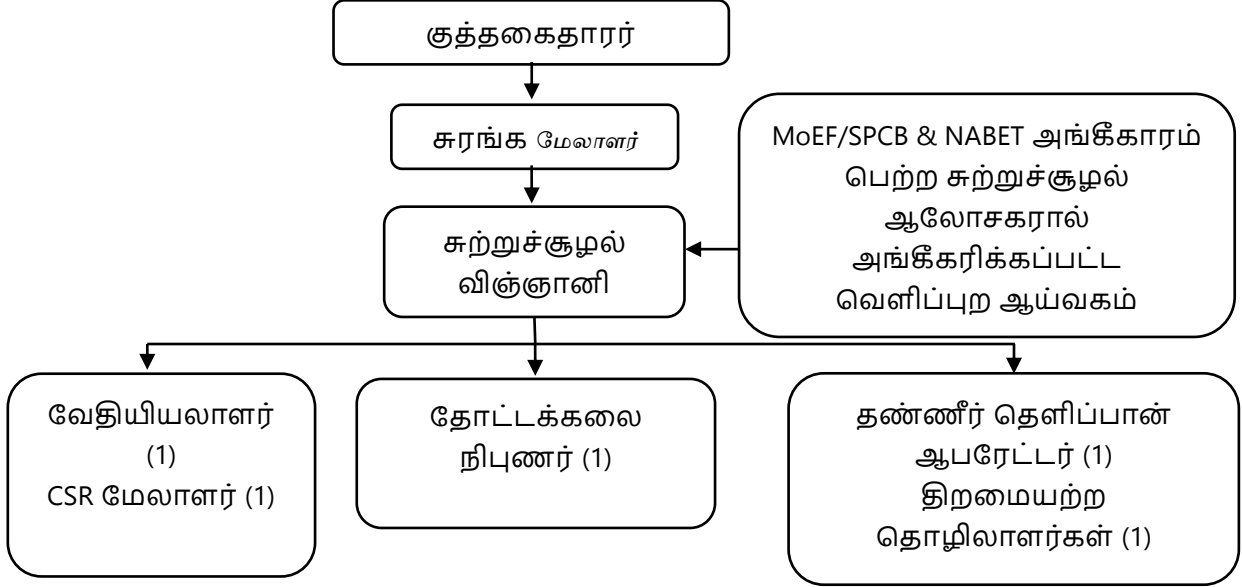 குத்தகைதாரர்
சுரங்க மேலாளர்
MoEF/SPCB & NABET அங்கீகாரம்
பெற்ற சுற்றுச்சூழல்
ஆலோசகரால்
அங்கீகரிக்கப்பட்ட
வெளிப்புற ஆய்வகம்
சுற்றுச்சூழல்
விஞ்ஞானி
வேதியியலாளர்
(1)
CSR மேலாளர் (1)
தோட்டக்கலை
நிபுணர் (1)
தண்ணீர் தெளிப்பான்
ஆபரேட்டர் (1)
திறமையற்ற
தொழிலாளர்கள் (1)